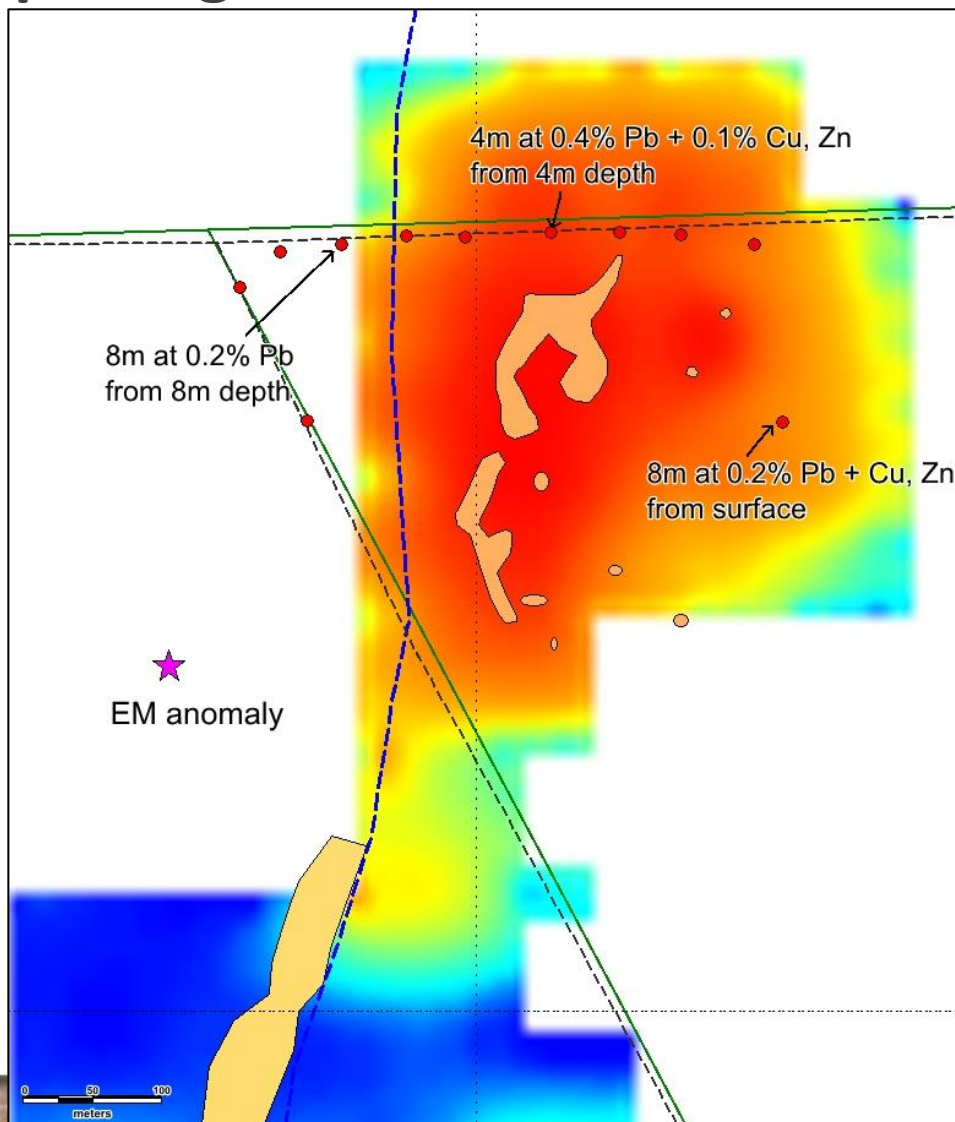 4m at 0.4% Pb + 0.1% Cu, Zn
from 4m depth
8m at 0.2% Pb
from 8m depth
8m at 0.2% Pb + Cu, Zn
from surface
EM anomaly
0 50 100
meters